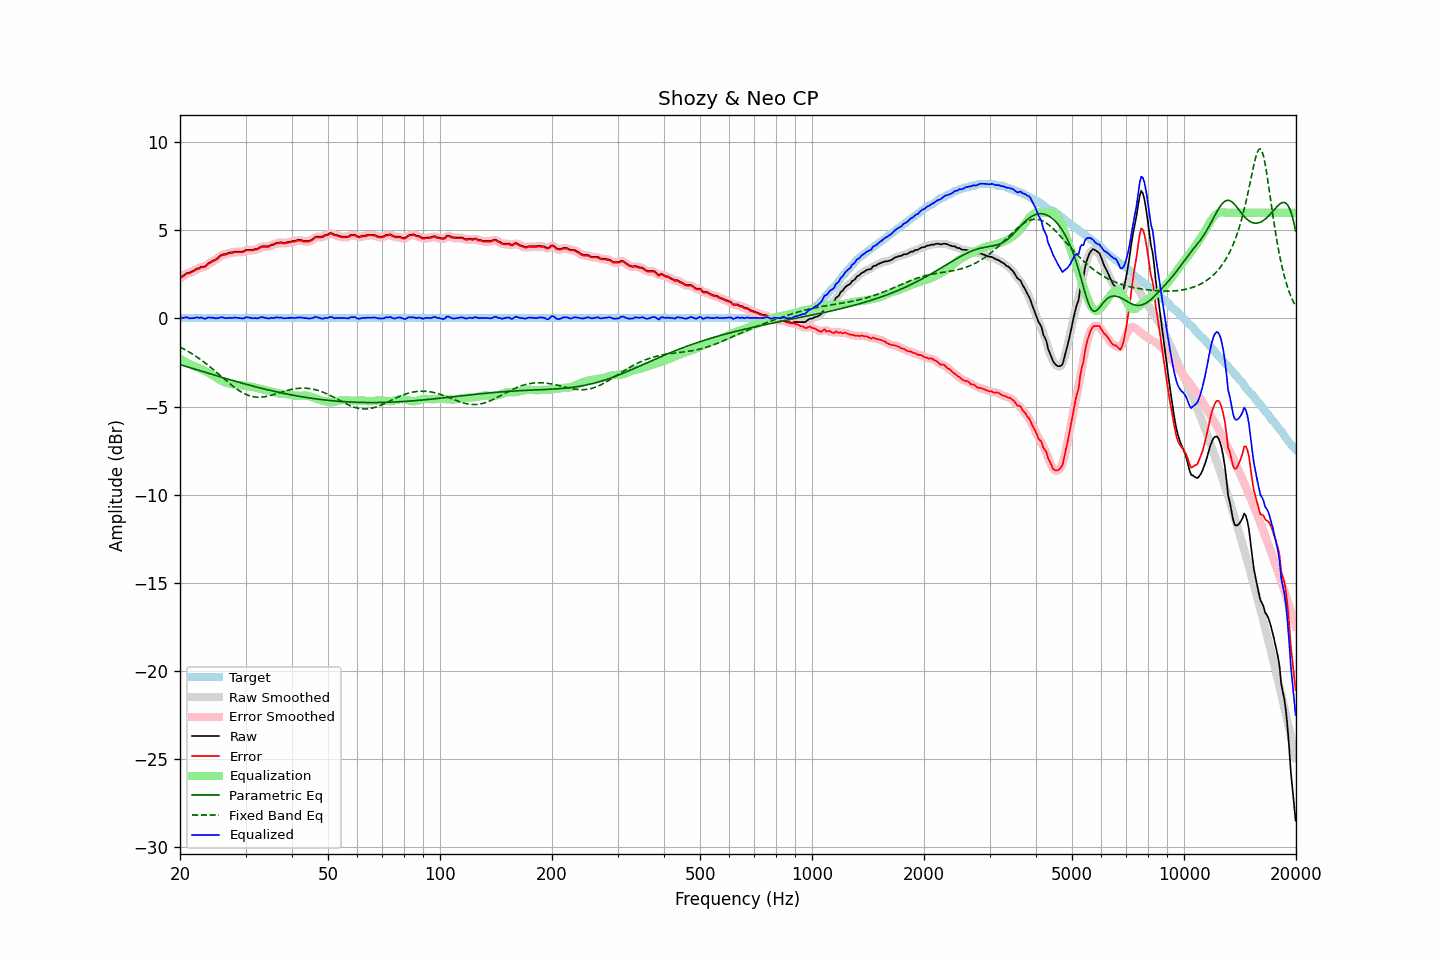 Shozy & Neo CP
Amplitude (dBr)
10
5
0
−5
−10
−15
−20
−25
−30
Target
Raw Smoothed
Error Smoothed
Raw
Error
Equalization
Parametric Eq
Fixed Band Eq
Equalized
20 50 100 200 500 1000 2000 5000 10000 20000
Frequency (Hz)